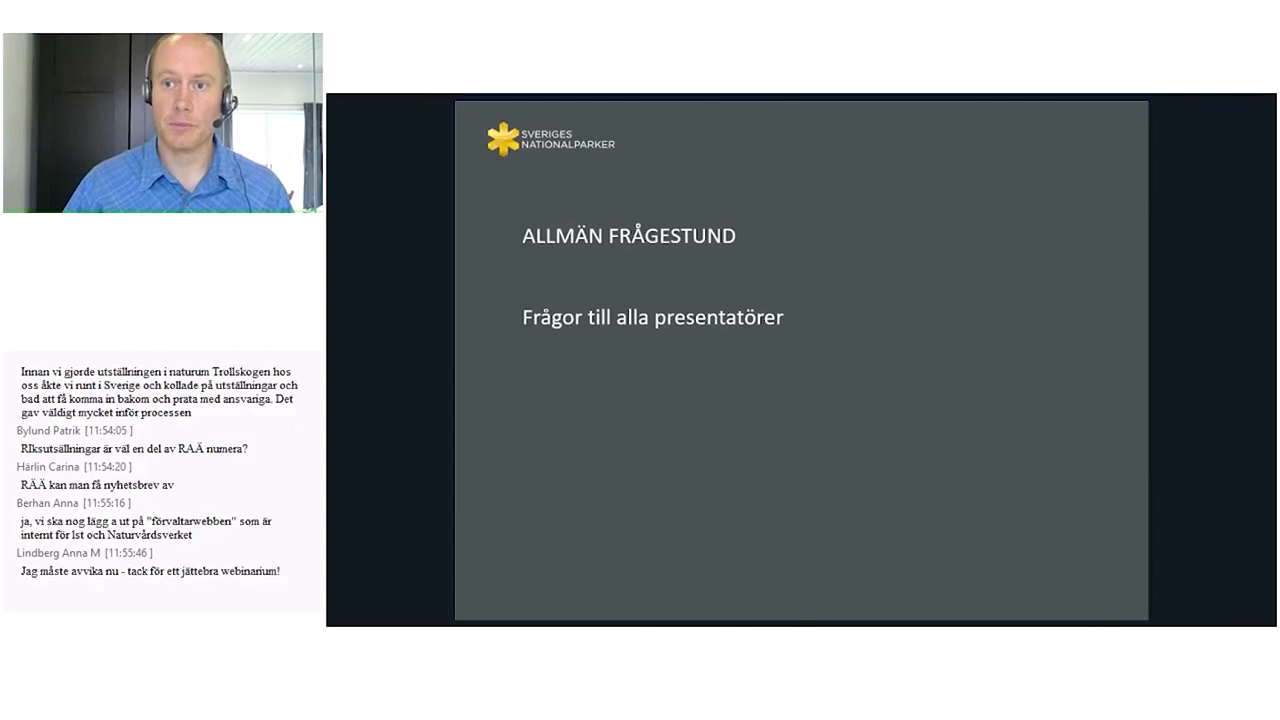 SVERIGES
NATIONALPARKER
ALLMÄN FRÅGESTUND
Frågor till alla presentatörer
Innan vi gjorde utställningen i naturum Trollskogen hos
oss åkte vi runt i Sverige och kollade på utställningar och
bad att få komma in bakom och prata med ansvariga. Det
gav väldigt mycket inför processen
Bylund Patrik [11:54:05 ]
RIksutsällningar är väl en del av RAÄ numera?
Härlin Carina [11:54:20 ]
RÄÄ kan man få nyhetsbrev av
Berhan Anna [11:55:16 ]
ja, vi ska nog lägg a ut på "förvaltarwebben" som är
internt för lst och Naturvårdsverket
Lindberg Anna M [11:55:46 ]
Jag måste avvika nu - tack för ett jättebra webinarium!